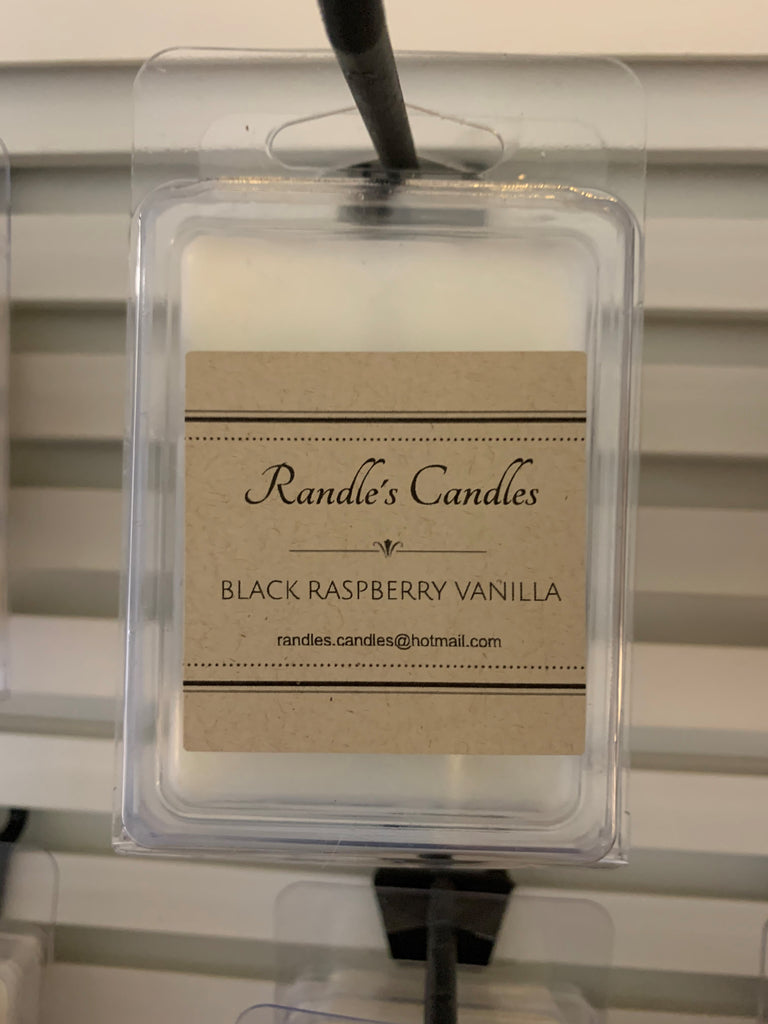 Randle's Candles
BLACK RASPBERRY VANILLA
randles.candles@hotmail.com